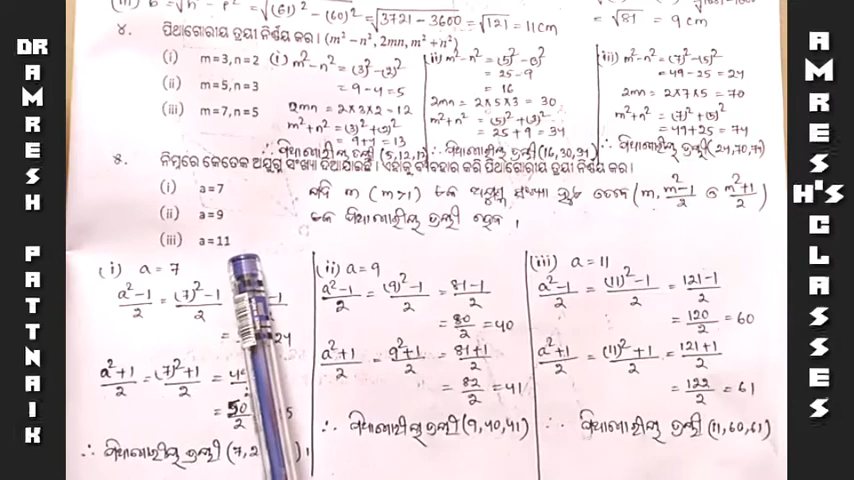 DR AMRESH PATTNAIK
= √(61)² − (60)² = √3721 − 3600 = √121 = 11 cm
= √81 = 9 cm
୪. ପିଥାଗୋରୀୟ ତ୍ରୟୀ ନିର୍ଣ୍ଣୟ କର। (m² − n², 2mn, m² + n²)
(i) m = 3, n = 2
(ii) m = 5, n = 3
(iii) m = 7, n = 5
(i) m² − n² = (3)² − (2)²
= 9 − 4 = 5
2mn = 2 × 3 × 2 = 12
m² + n² = (3)² + (2)²
= 9 + 4 = 13
∴ ପିଥାଗୋରୀୟ ତ୍ରୟୀ (5, 12, 13)
(ii) m² − n² = (5)² − (3)²
= 25 − 9
= 16
2mn = 2 × 5 × 3 = 30
m² + n² = (5)² + (3)²
= 25 + 9 = 34
∴ ପିଥାଗୋରୀୟ ତ୍ରୟୀ (16, 30, 34)
(iii) m² − n² = (7)² − (5)²
= 49 − 25 = 24
2mn = 2 × 7 × 5 = 70
m² + n² = (7)² + (5)²
= 49 + 25 = 74
∴ ପିଥାଗୋରୀୟ ତ୍ରୟୀ (24, 70, 74)
୫. ନିମ୍ନରେ କେତେକ ଅଯୁଗ୍ମ ସଂଖ୍ୟା ଦିଆଯାଇଛି। ଏହାକୁ ବ୍ୟବହାର କରି ପିଥାଗୋରୀୟ ତ୍ରୟୀ ନିର୍ଣ୍ଣୟ କର।
(i) a = 7
(ii) a = 9
(iii) a = 11
ଯଦି m (m > 1) ଏକ ଅଯୁଗ୍ମ ସଂଖ୍ୟା ହୁଏ ତେବେ (m, m² − 1/2 ଓ m² + 1/2)
ଏକ ପିଥାଗୋରୀୟ ତ୍ରୟୀ ହେବ ।
(i) a = 7
a² − 1/2 = (7)² − 1/2
24
a² + 1/2 = (7)² + 1/2 =
= 50/2
∴ ପିଥାଗୋରୀୟ ତ୍ରୟୀ (7, 2
(ii) a = 9
a² − 1/2 = (9)² − 1/2 = 81 − 1/2
= 80/2 = 40
a² + 1/2 = 9² + 1/2 = 81 + 1/2
= 82/2 = 41
∴ ପିଥାଗୋରୀୟ ତ୍ରୟୀ (9, 40, 41)
(iii) a = 11
a² − 1/2 = (11)² − 1/2 = 121 − 1/2
= 120/2 = 60
a² + 1/2 = (11)² + 1/2 = 121 + 1/2
= 122/2 = 61
∴ ପିଥାଗୋରୀୟ ତ୍ରୟୀ (11, 60, 61)
AMRESH'S CLASSES